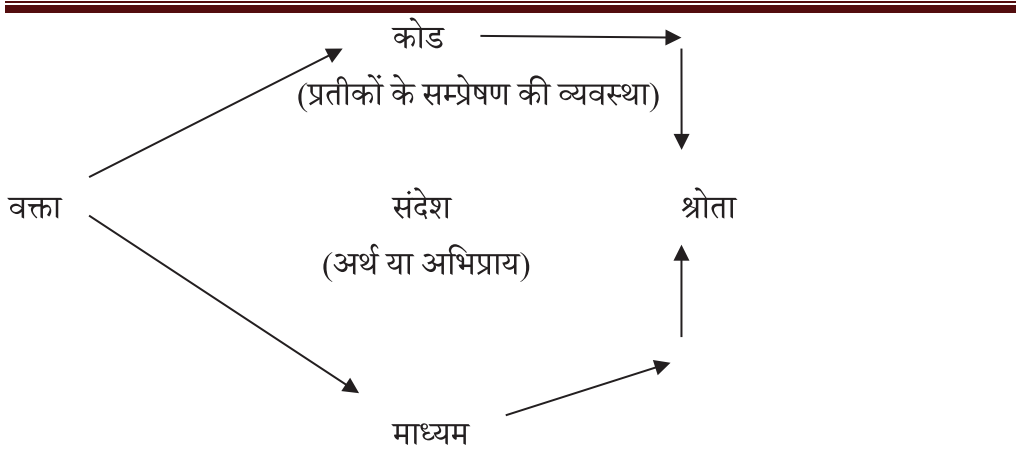 कोड
(प्रतीकों के सम्प्रेषण की व्यवस्था)
वक्ता संदेश श्रोता
(अर्थ या अभिप्राय)
माध्यम